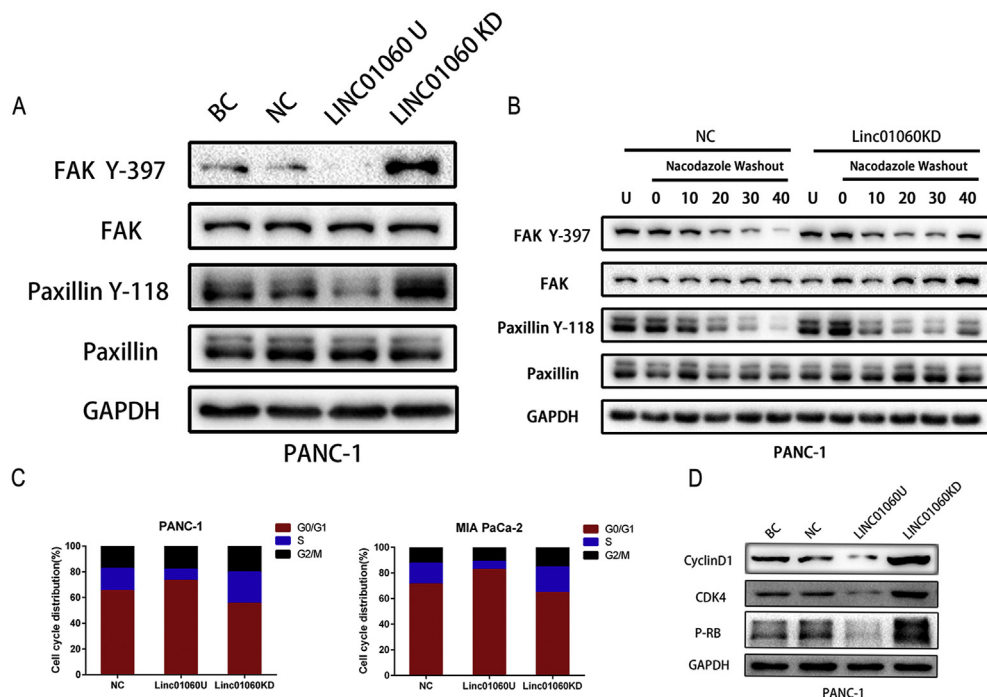 A
BC NC LINC01060 U LINC01060 KD
FAK Y-397
FAK
Paxillin Y-118
Paxillin
GAPDH
PANC-1
B
NC Linc01060KD
Nacodazole Washout Nacodazole Washout
U 0 10 20 30 40 U 0 10 20 30 40
FAK Y-397
FAK
Paxillin Y-118
Paxillin
GAPDH
PANC-1
C
PANC-1
G0/G1
S
G2/M
Cell cycle distribution(%)
100
80
60
40
20
0
NC Linc01060U Linc01060KD
MIA PaCa-2
G0/G1
S
G2/M
Cell cycle distribution(%)
100
80
60
40
20
0
NC Linc01060U Linc01060KD
D
BC NC LINC01060U LINC01060KD
CyclinD1
CDK4
P-RB
GAPDH
PANC-1